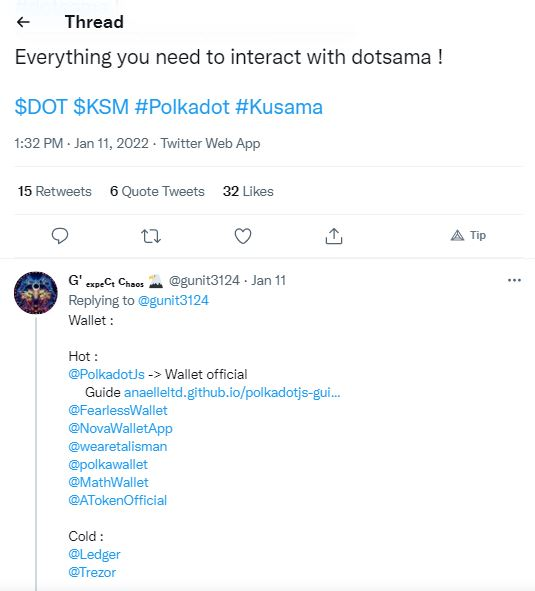 Thread
Everything you need to interact with dotsama !
$DOT $KSM #Polkadot #Kusama
1:32 PM · Jan 11, 2022 · Twitter Web App
15 Retweets 6 Quote Tweets 32 Likes
Tip
G' ₑₓₚₑCₜ Cₕₐₒₛ @gunit3124 · Jan 11
Replying to @gunit3124
Wallet :
Hot :
@PolkadotJs -> Wallet official
Guide anaelleltd.github.io/polkadotjs-gui...
@FearlessWallet
@NovaWalletApp
@wearetalisman
@polkawallet
@MathWallet
@ATokenOfficial
Cold :
@Ledger
@Trezor